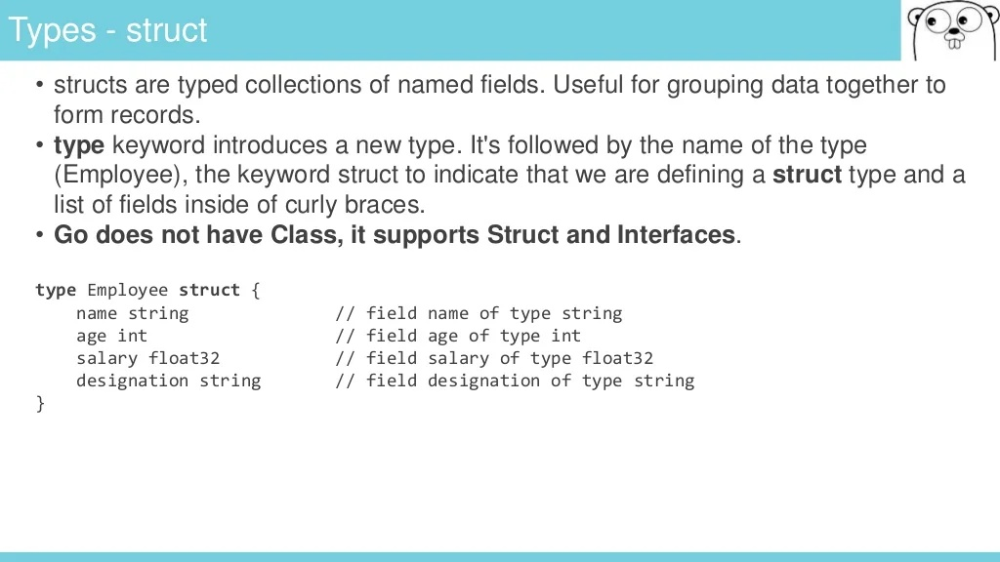 Types - struct
• structs are typed collections of named fields. Useful for grouping data together to
form records.
• type keyword introduces a new type. It's followed by the name of the type
(Employee), the keyword struct to indicate that we are defining a struct type and a
list of fields inside of curly braces.
• Go does not have Class, it supports Struct and Interfaces.
type Employee struct {
    name string // field name of type string
    age int // field age of type int
    salary float32 // field salary of type float32
    designation string // field designation of type string
}